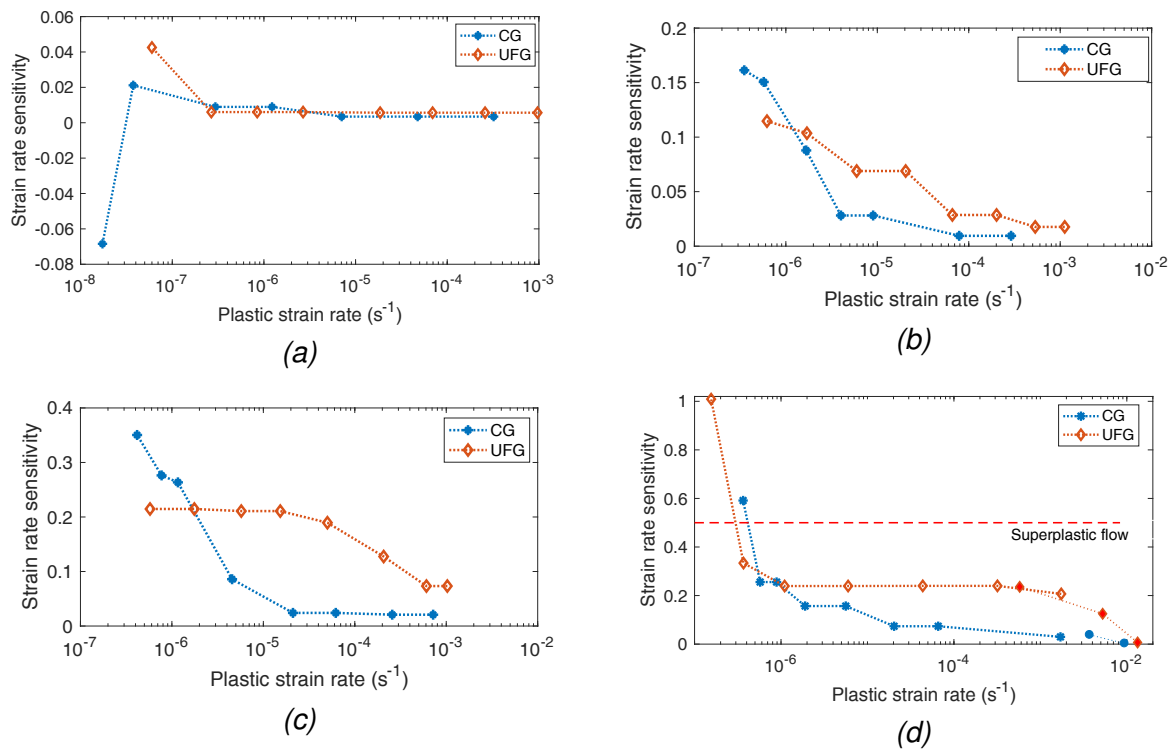 0.06
0.04
0.02
0
-0.02
-0.04
-0.06
-0.08
Strain rate sensitivity
CG
UFG
10⁻⁸ 10⁻⁷ 10⁻⁶ 10⁻⁵ 10⁻⁴ 10⁻³
Plastic strain rate (s⁻¹)
(a)
0.2
0.15
0.1
0.05
0
Strain rate sensitivity
CG
UFG
10⁻⁷ 10⁻⁶ 10⁻⁵ 10⁻⁴ 10⁻³ 10⁻²
Plastic strain rate (s⁻¹)
(b)
0.4
0.3
0.2
0.1
0
Strain rate sensitivity
CG
UFG
10⁻⁷ 10⁻⁶ 10⁻⁵ 10⁻⁴ 10⁻³ 10⁻²
Plastic strain rate (s⁻¹)
(c)
1
0.8
0.6
0.4
0.2
0
Strain rate sensitivity
CG
UFG
Superplastic flow
10⁻⁶ 10⁻⁴ 10⁻²
Plastic strain rate (s⁻¹)
(d)